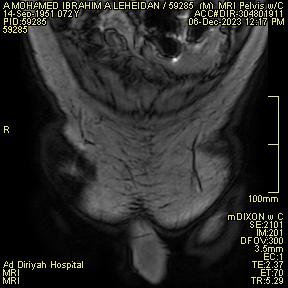 A MOHAMED IBRAHIM A LEHEIDAN / 59285 (M) MRI Pelvis w/C
14-Sep-1951 072Y ACC#DIR-304801911
PID:59285 06-Dec-2023 12:17 PM
59285
R
100mm
mDIXON w C
SE:2101
IM:201
DFOV:300
3.5mm
EC:1
Ad Diriyah Hospital TE:2.37
MRI ET:70
MRI TR:5.29